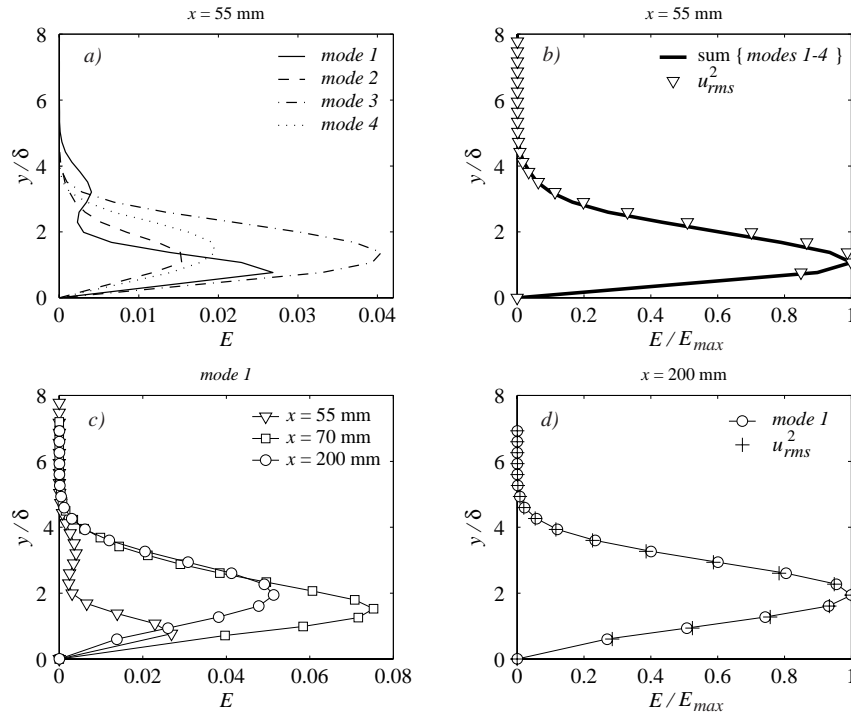 x = 55 mm
a)
mode 1
mode 2
mode 3
mode 4
8
6
4
2
0
y / δ
0 0.01 0.02 0.03 0.04
E
x = 55 mm
b)
sum { modes 1-4 }
u²rms
8
6
4
2
0
y / δ
0 0.2 0.4 0.6 0.8 1
E / Emax
mode 1
c)
x = 55 mm
x = 70 mm
x = 200 mm
8
6
4
2
0
y / δ
0 0.02 0.04 0.06 0.08
E
x = 200 mm
d)
mode 1
u²rms
8
6
4
2
0
y / δ
0 0.2 0.4 0.6 0.8 1
E / Emax